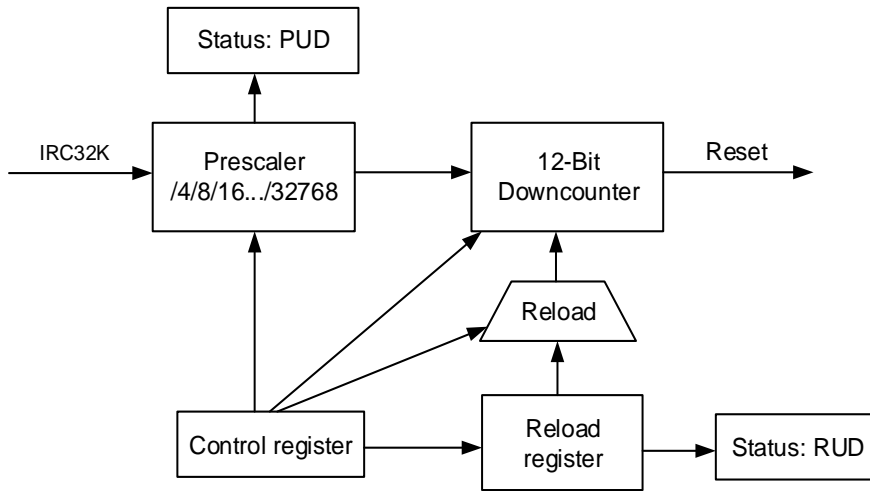 Status: PUD
IRC32K
Prescaler
/4/8/16.../32768
12-Bit
Downcounter
Reset
Reload
Control register
Reload
register
Status: RUD